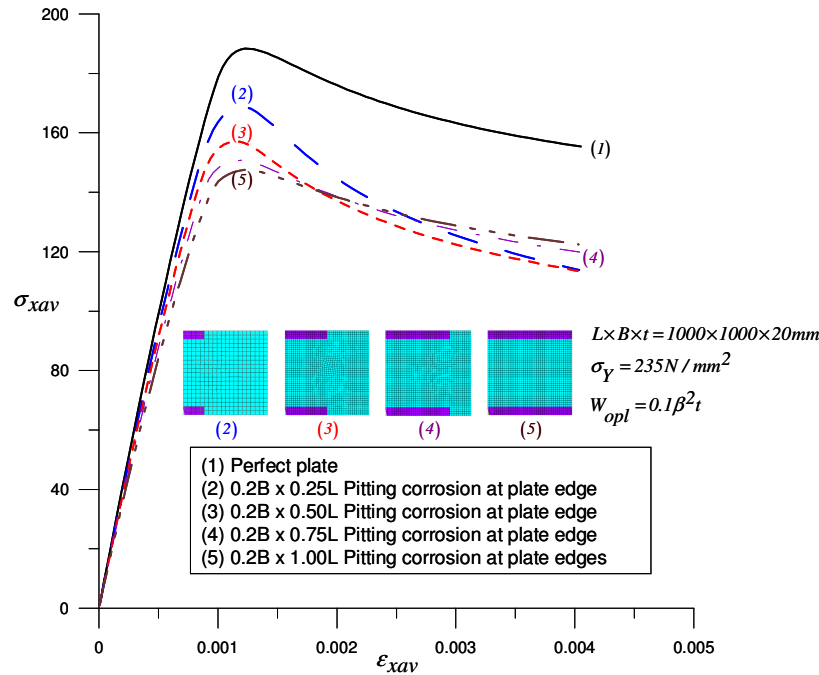 200
160
120
80
40
0
σxav
0
0.001
0.002
0.003
0.004
0.005
εxav
(1)
(2)
(3)
(4)
(5)
(2)
(3)
(4)
(5)
L×B×t=1000×1000×20mm
σY=235N/mm²
Wopl=0.1β²t
(1) Perfect plate
(2) 0.2B x 0.25L Pitting corrosion at plate edge
(3) 0.2B x 0.50L Pitting corrosion at plate edge
(4) 0.2B x 0.75L Pitting corrosion at plate edge
(5) 0.2B x 1.00L Pitting corrosion at plate edges